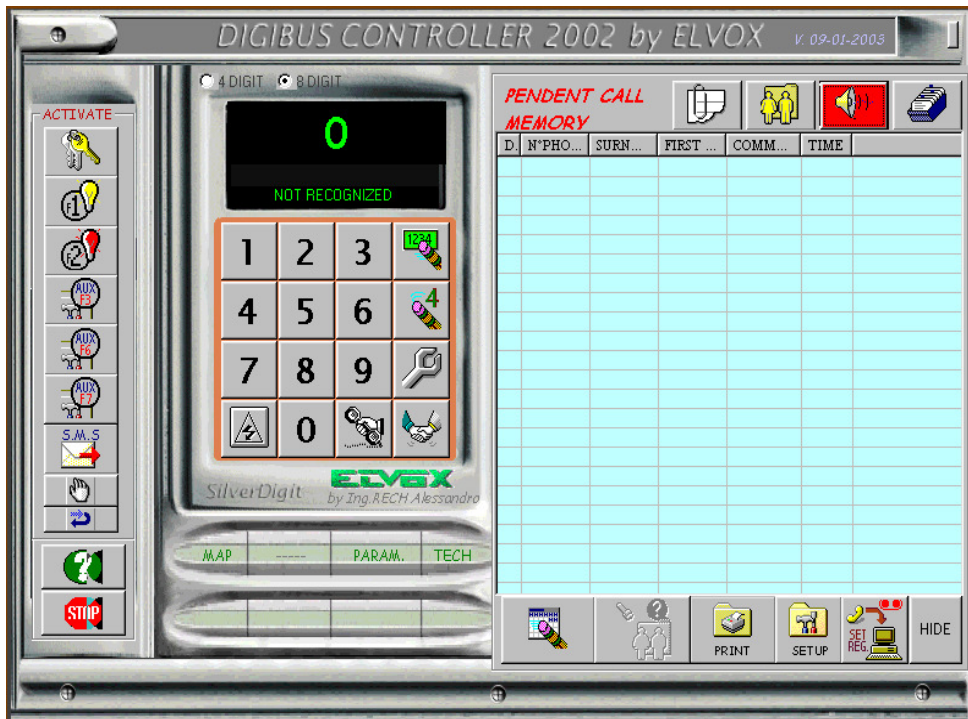 DIGIBUS CONTROLLER 2002 by ELVOX
V. 09-01-2003
4 DIGIT 8 DIGIT
ACTIVATE
0
NOT RECOGNIZED
F1
F2
AUX F3
AUX F6
AUX F7
S.M.S
STOP
1 2 3 1234
4 5 6 4
7 8 9
0
ELVOX
SilverDigit by Ing.RECH Alessandro
MAP ----- PARAM. TECH
PENDENT CALL
MEMORY
D. N°PHO... SURN... FIRST ... COMM... TIME
PRINT
SETUP
SET
REG.
HIDE